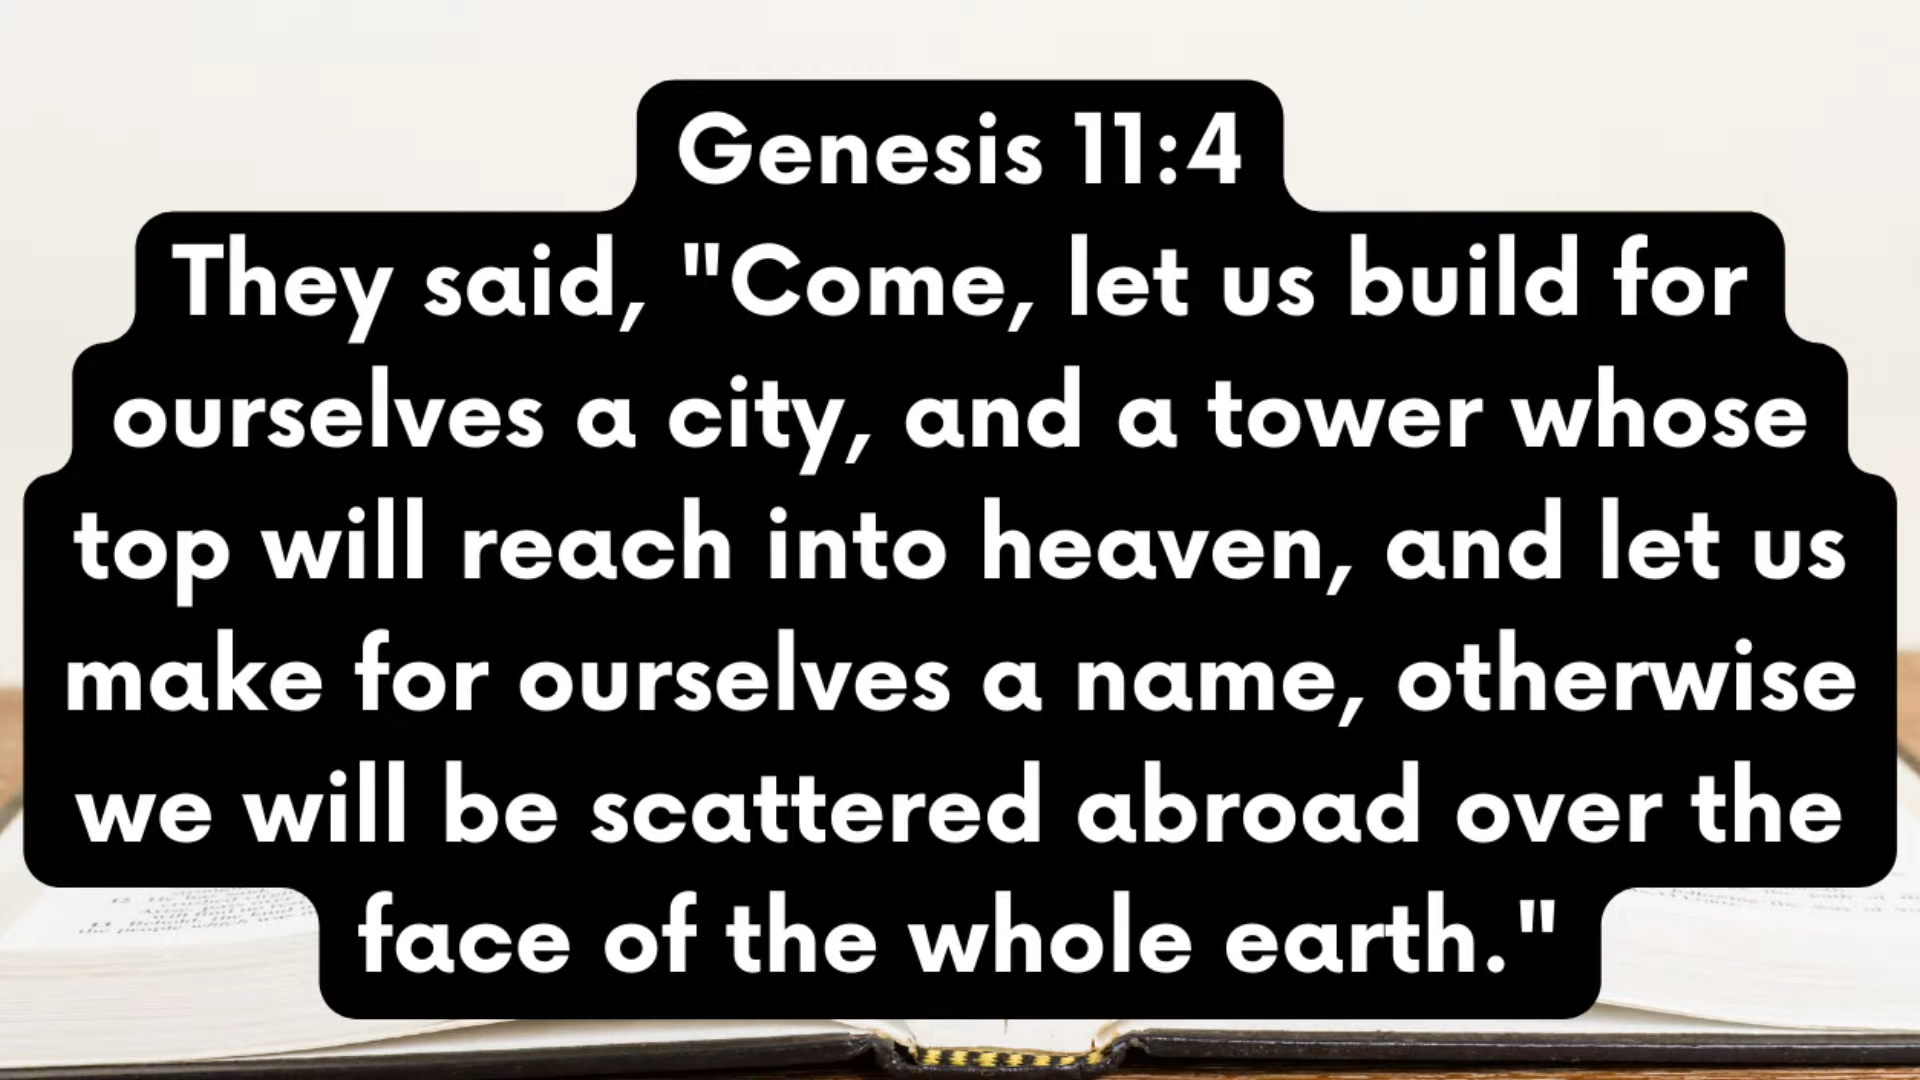 Genesis 11:4
They said, "Come, let us build for
ourselves a city, and a tower whose
top will reach into heaven, and let us
make for ourselves a name, otherwise
we will be scattered abroad over the
face of the whole earth."